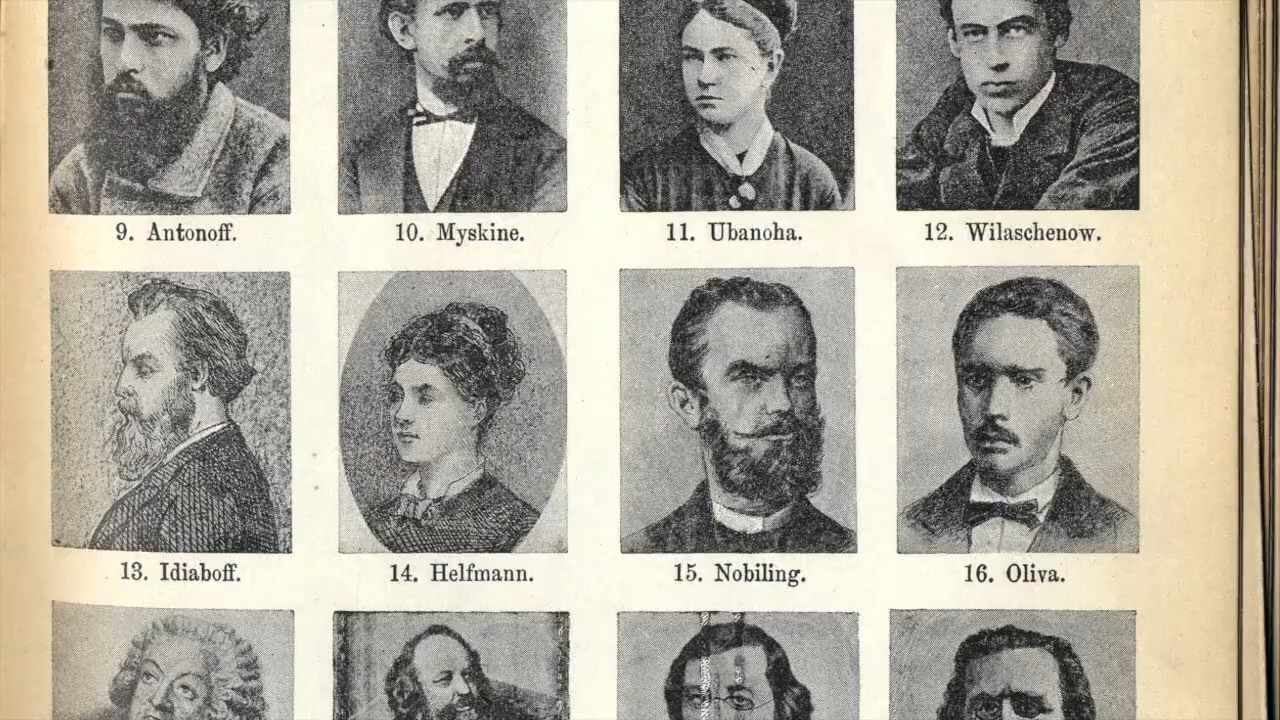 9. Antonoff.
10. Myskine.
11. Ubanoha.
12. Wilaschenow.
13. Idiaboff.
14. Helfmann.
15. Nobiling.
16. Oliva.